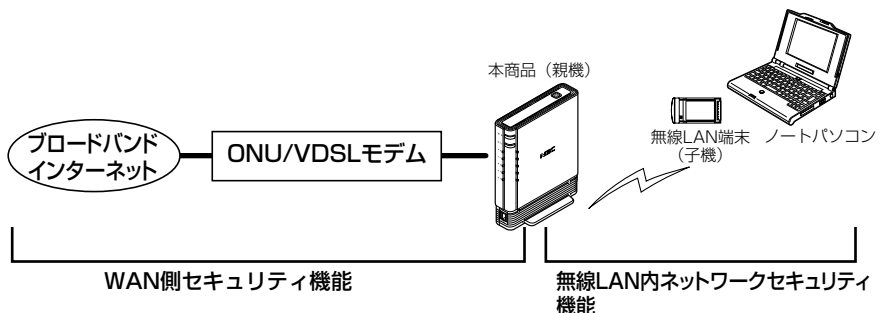 本商品（親機）
無線LAN端末
（子機）
ノートパソコン
ブロードバンド
インターネット
ONU/VDSLモデム
NEC
WAN側セキュリティ機能
無線LAN内ネットワークセキュリティ
機能